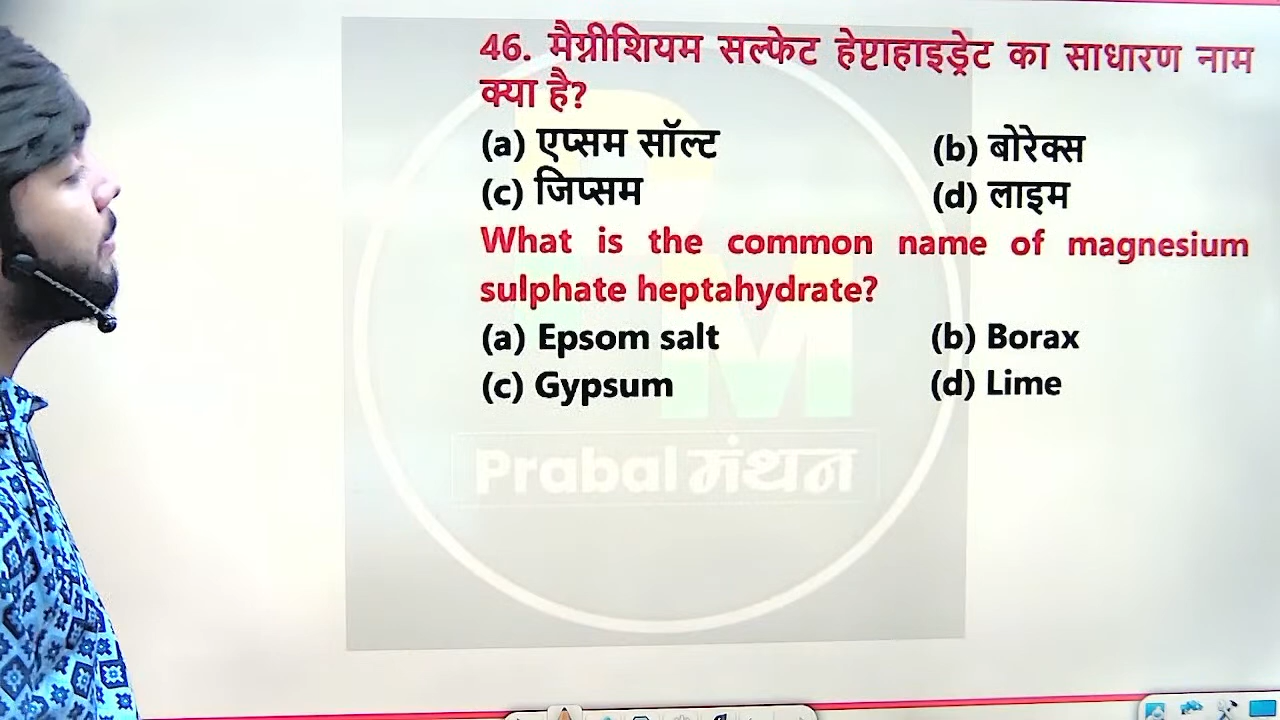 46. मैग्नीशियम सल्फेट हेप्टाहाइड्रेट का साधारण नाम
क्या है?
(a) एप्सम सॉल्ट (b) बोरेक्स
(c) जिप्सम (d) लाइम
What is the common name of magnesium
sulphate heptahydrate?
(a) Epsom salt (b) Borax
(c) Gypsum (d) Lime
Prabal मंथन